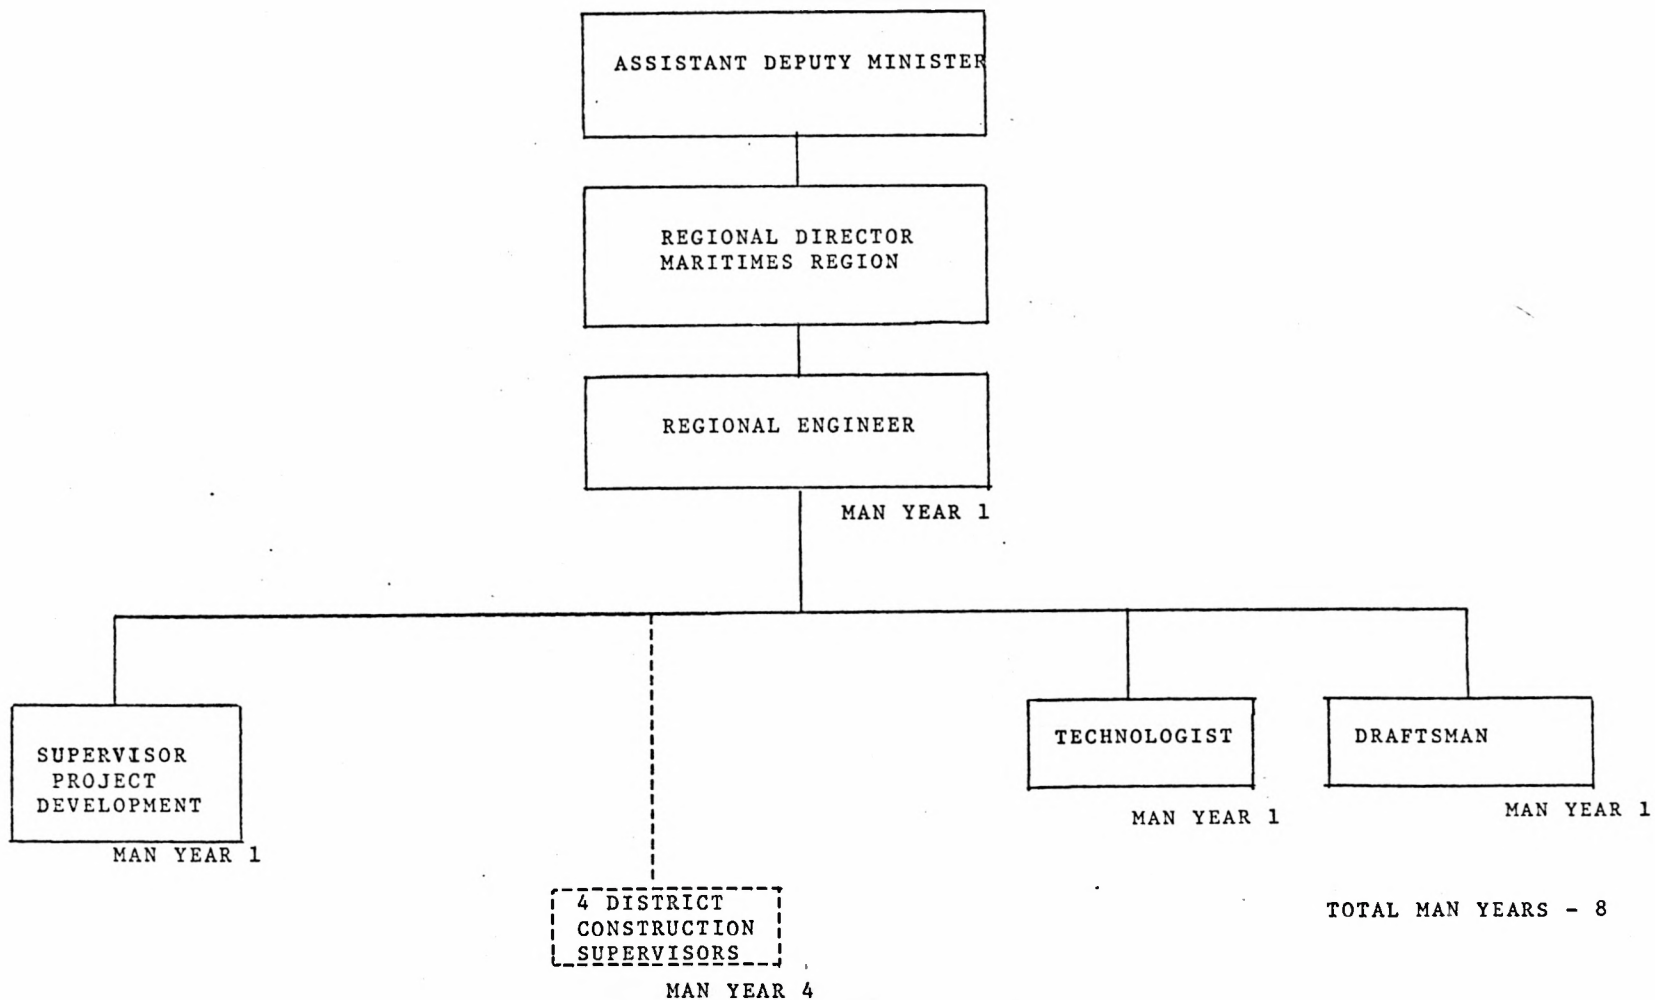 ASSISTANT DEPUTY MINISTER
REGIONAL DIRECTOR
MARITIMES REGION
REGIONAL ENGINEER
MAN YEAR 1
SUPERVISOR
PROJECT
DEVELOPMENT
MAN YEAR 1
4 DISTRICT
CONSTRUCTION
SUPERVISORS
MAN YEAR 4
TECHNOLOGIST
MAN YEAR 1
DRAFTSMAN
MAN YEAR 1
TOTAL MAN YEARS - 8